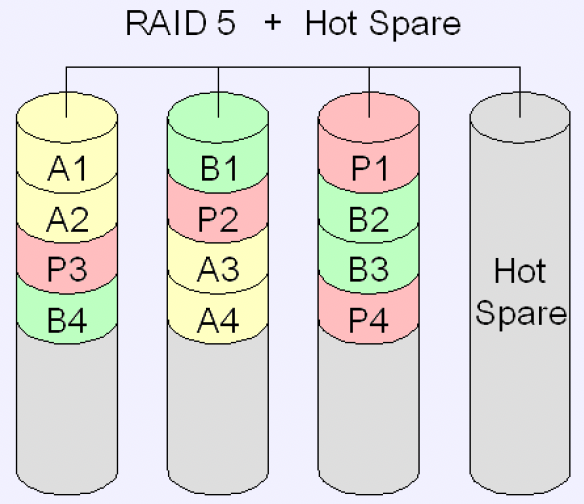 RAID 5 + Hot Spare
A1 B1 P1
A2 P2 B2
P3 A3 B3
Hot
B4 A4 P4
Spare